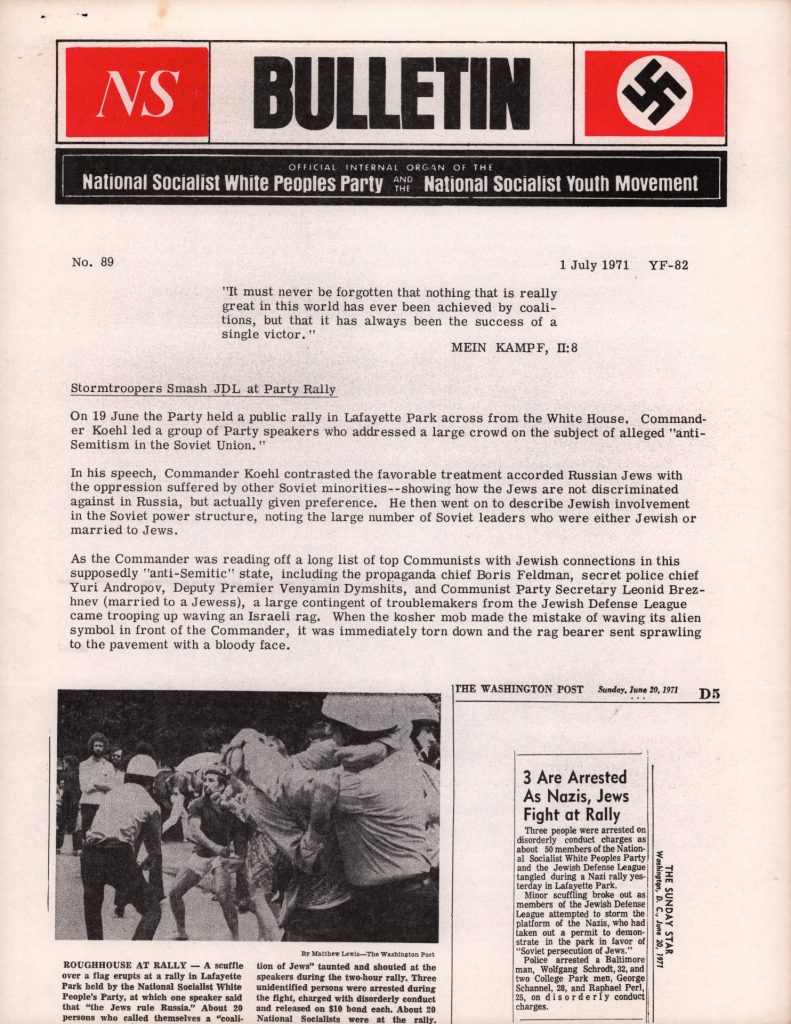 NS
BULLETIN
OFFICIAL INTERNAL ORGAN OF THE
National Socialist White Peoples Party AND THE National Socialist Youth Movement
No. 89
1 July 1971 YF-82
"It must never be forgotten that nothing that is really
great in this world has ever been achieved by coali-
tions, but that it has always been the success of a
single victor."
MEIN KAMPF, II:8
Stormtroopers Smash JDL at Party Rally
On 19 June the Party held a public rally in Lafayette Park across from the White House. Command-
er Koehl led a group of Party speakers who addressed a large crowd on the subject of alleged "anti-
Semitism in the Soviet Union."
In his speech, Commander Koehl contrasted the favorable treatment accorded Russian Jews with
the oppression suffered by other Soviet minorities--showing how the Jews are not discriminated
against in Russia, but actually given preference. He then went on to describe Jewish involvement
in the Soviet power structure, noting the large number of Soviet leaders who were either Jewish or
married to Jews.
As the Commander was reading off a long list of top Communists with Jewish connections in this
supposedly "anti-Semitic" state, including the propaganda chief Boris Feldman, secret police chief
Yuri Andropov, Deputy Premier Venyamin Dymshits, and Communist Party Secretary Leonid Brez-
hnev (married to a Jewess), a large contingent of troublemakers from the Jewish Defense League
came trooping up waving an Israeli rag. When the kosher mob made the mistake of waving its alien
symbol in front of the Commander, it was immediately torn down and the rag bearer sent sprawling
to the pavement with a bloody face.
THE WASHINGTON POST Sunday, June 20, 1971 D5
By Matthew Lewis—The Washington Post
ROUGHHOUSE AT RALLY — A scuffle
over a flag erupts at a rally in Lafayette
Park held by the National Socialist White
People's Party, at which one speaker said
that "the Jews rule Russia." About 20
persons who called themselves a "coali-
tion of Jews" taunted and shouted at the
speakers during the two-hour rally. Three
unidentified persons were arrested during
the fight, charged with disorderly conduct
and released on $10 bond each. About 20
National Socialists were at the rally.
3 Are Arrested
As Nazis, Jews
Fight at Rally
Three people were arrested on
disorderly conduct charges as
about 50 members of the Nation-
al Socialist White Peoples Party
and the Jewish Defense League
tangled during a Nazi rally yes-
terday in Lafayette Park.
Minor scuffling broke out as
members of the Jewish Defense
League attempted to storm the
platform of the Nazis, who had
taken out a permit to demon-
strate in the park in favor of
"Soviet persecution of Jews."
Police arrested a Baltimore
man, Wolfgang Schrodt, 32, and
two College Park men, George
Schannel, 28, and Raphael Perl,
25, on disorderly conduct
charges.
THE SUNDAY STAR
Washington, D. C., June 20, 1971